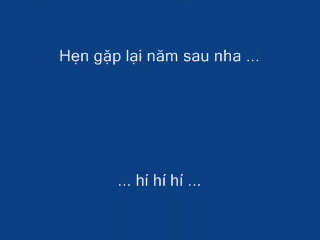 Hẹn gặp lại năm sau nha ...
... hí hí hí ...